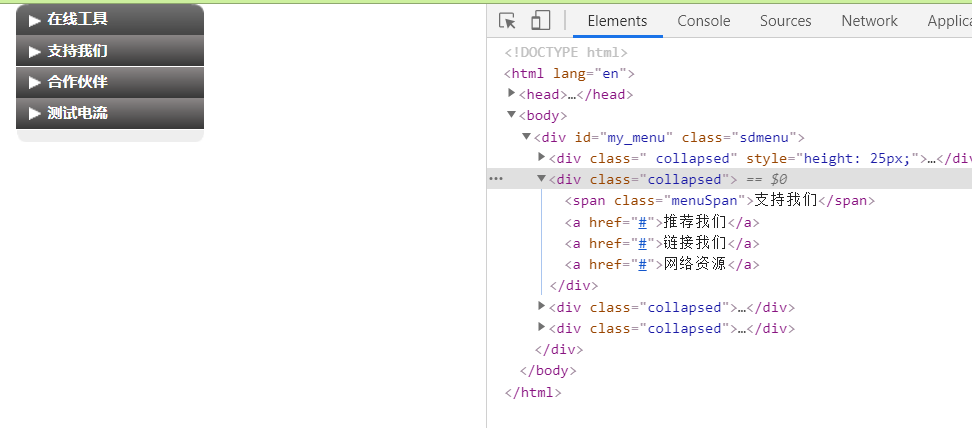 在线工具
支持我们
合作伙伴
测试电流
Elements Console Sources Network Applica
<!DOCTYPE html>
<html lang="en">
<head>…</head>
<body>
<div id="my_menu" class="sdmenu">
<div class=" collapsed" style="height: 25px;">…</div
<div class="collapsed"> == $0
<span class="menuSpan">支持我们</span>
<a href="#">推荐我们</a>
<a href="#">链接我们</a>
<a href="#">网络资源</a>
</div>
<div class="collapsed">…</div>
<div class="collapsed">…</div>
</div>
</body>
</html>